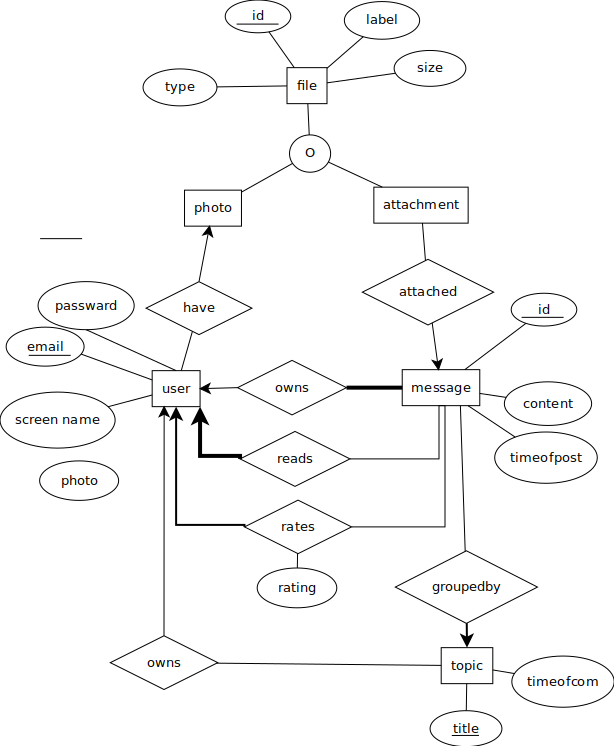 id
label
size
type
file
O
photo
attachment
have
attached
passward
id
email
user
owns
message
content
screen name
reads
timeofpost
photo
rates
rating
groupedby
owns
topic
timeofcom
title